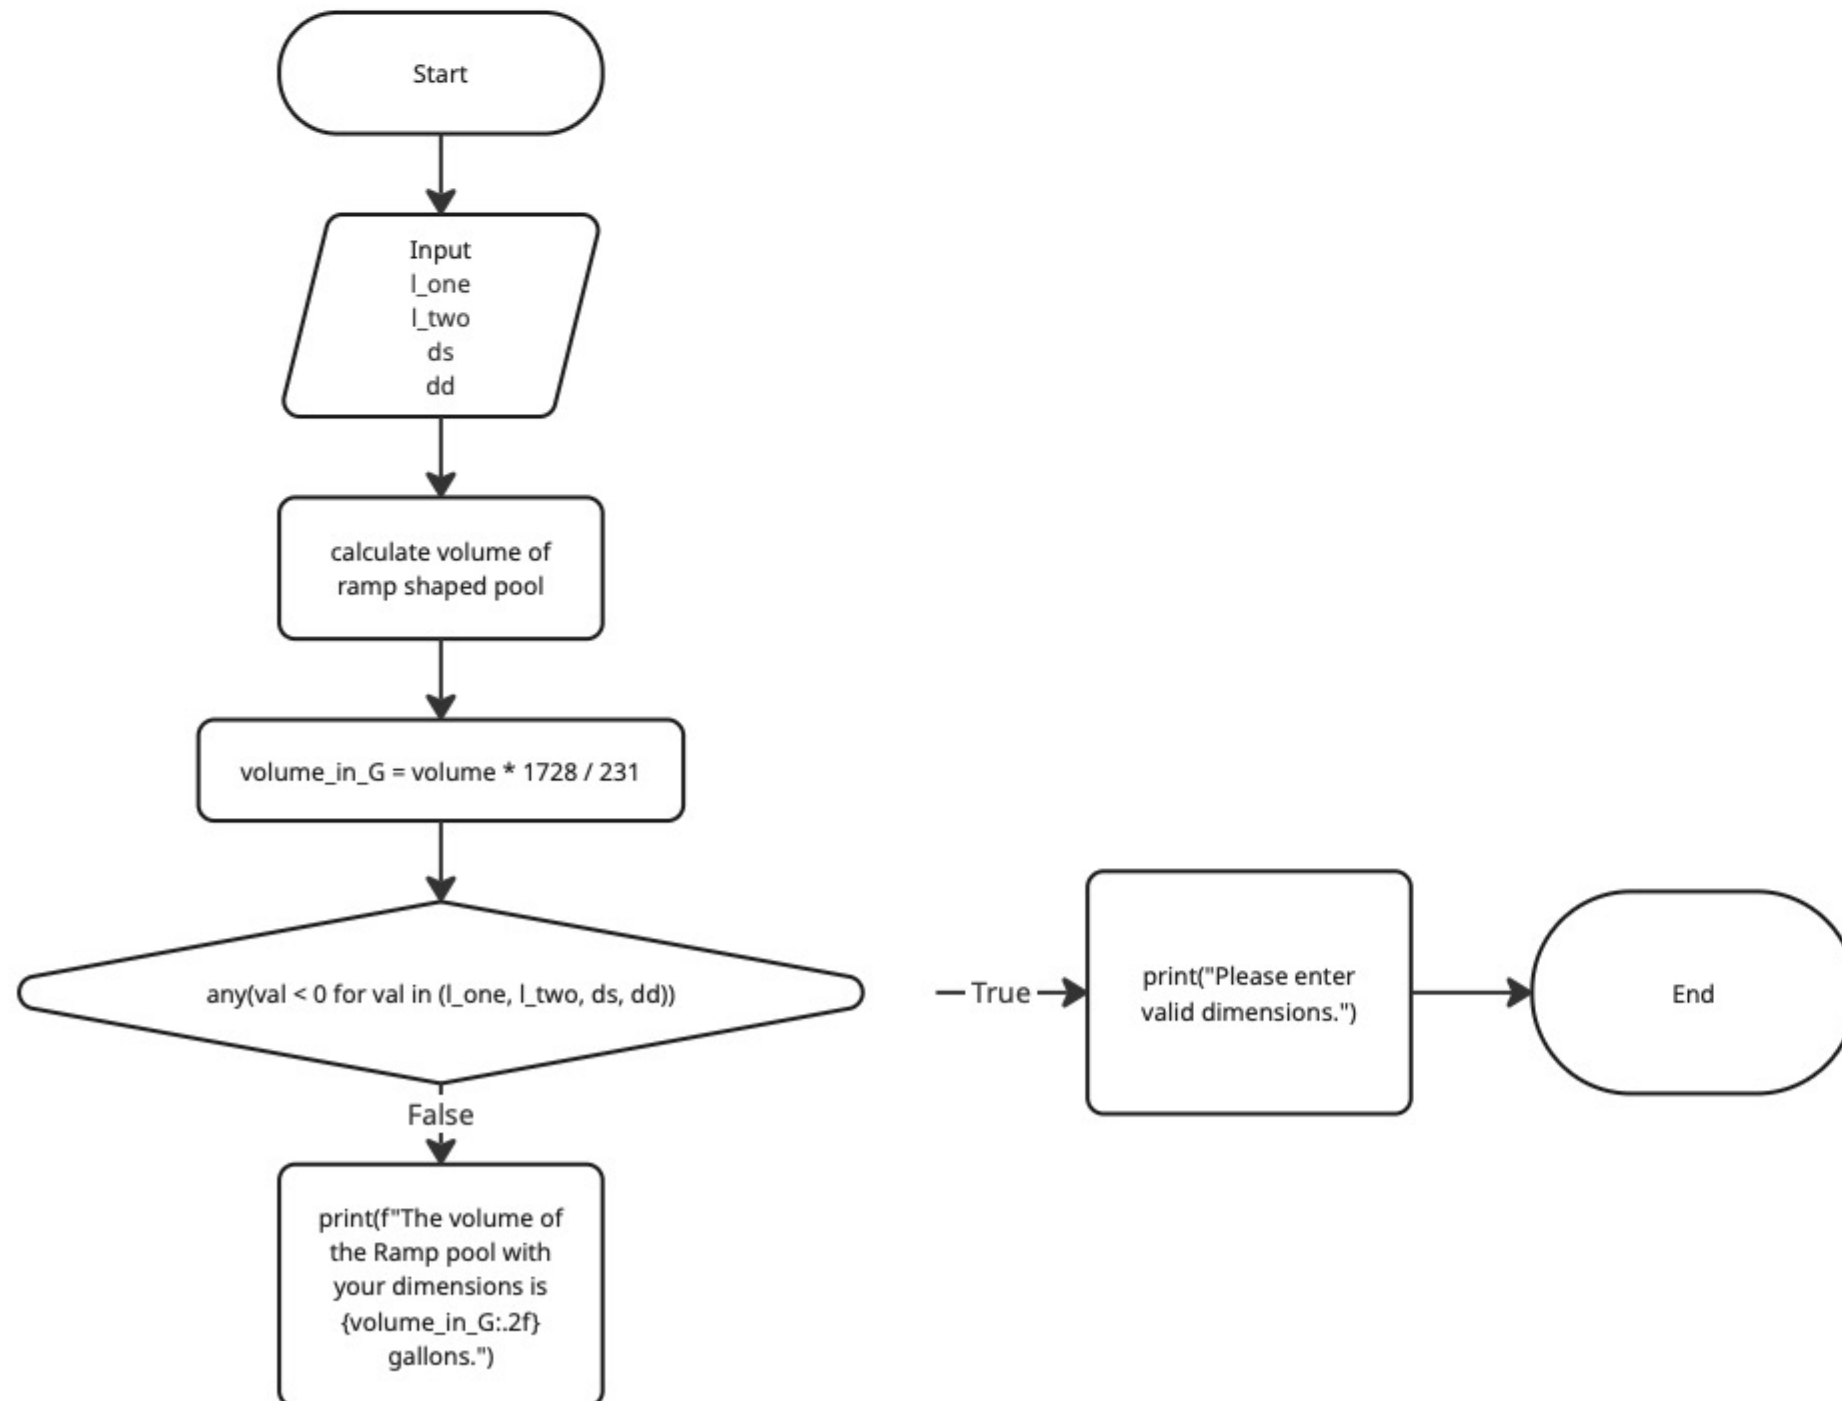 Start
Input
l_one
l_two
ds
dd
calculate volume of
ramp shaped pool
volume_in_G = volume * 1728 / 231
any(val < 0 for val in (l_one, l_two, ds, dd))
True
print("Please enter
valid dimensions.")
End
False
print(f"The volume of
the Ramp pool with
your dimensions is
{volume_in_G:.2f}
gallons.")